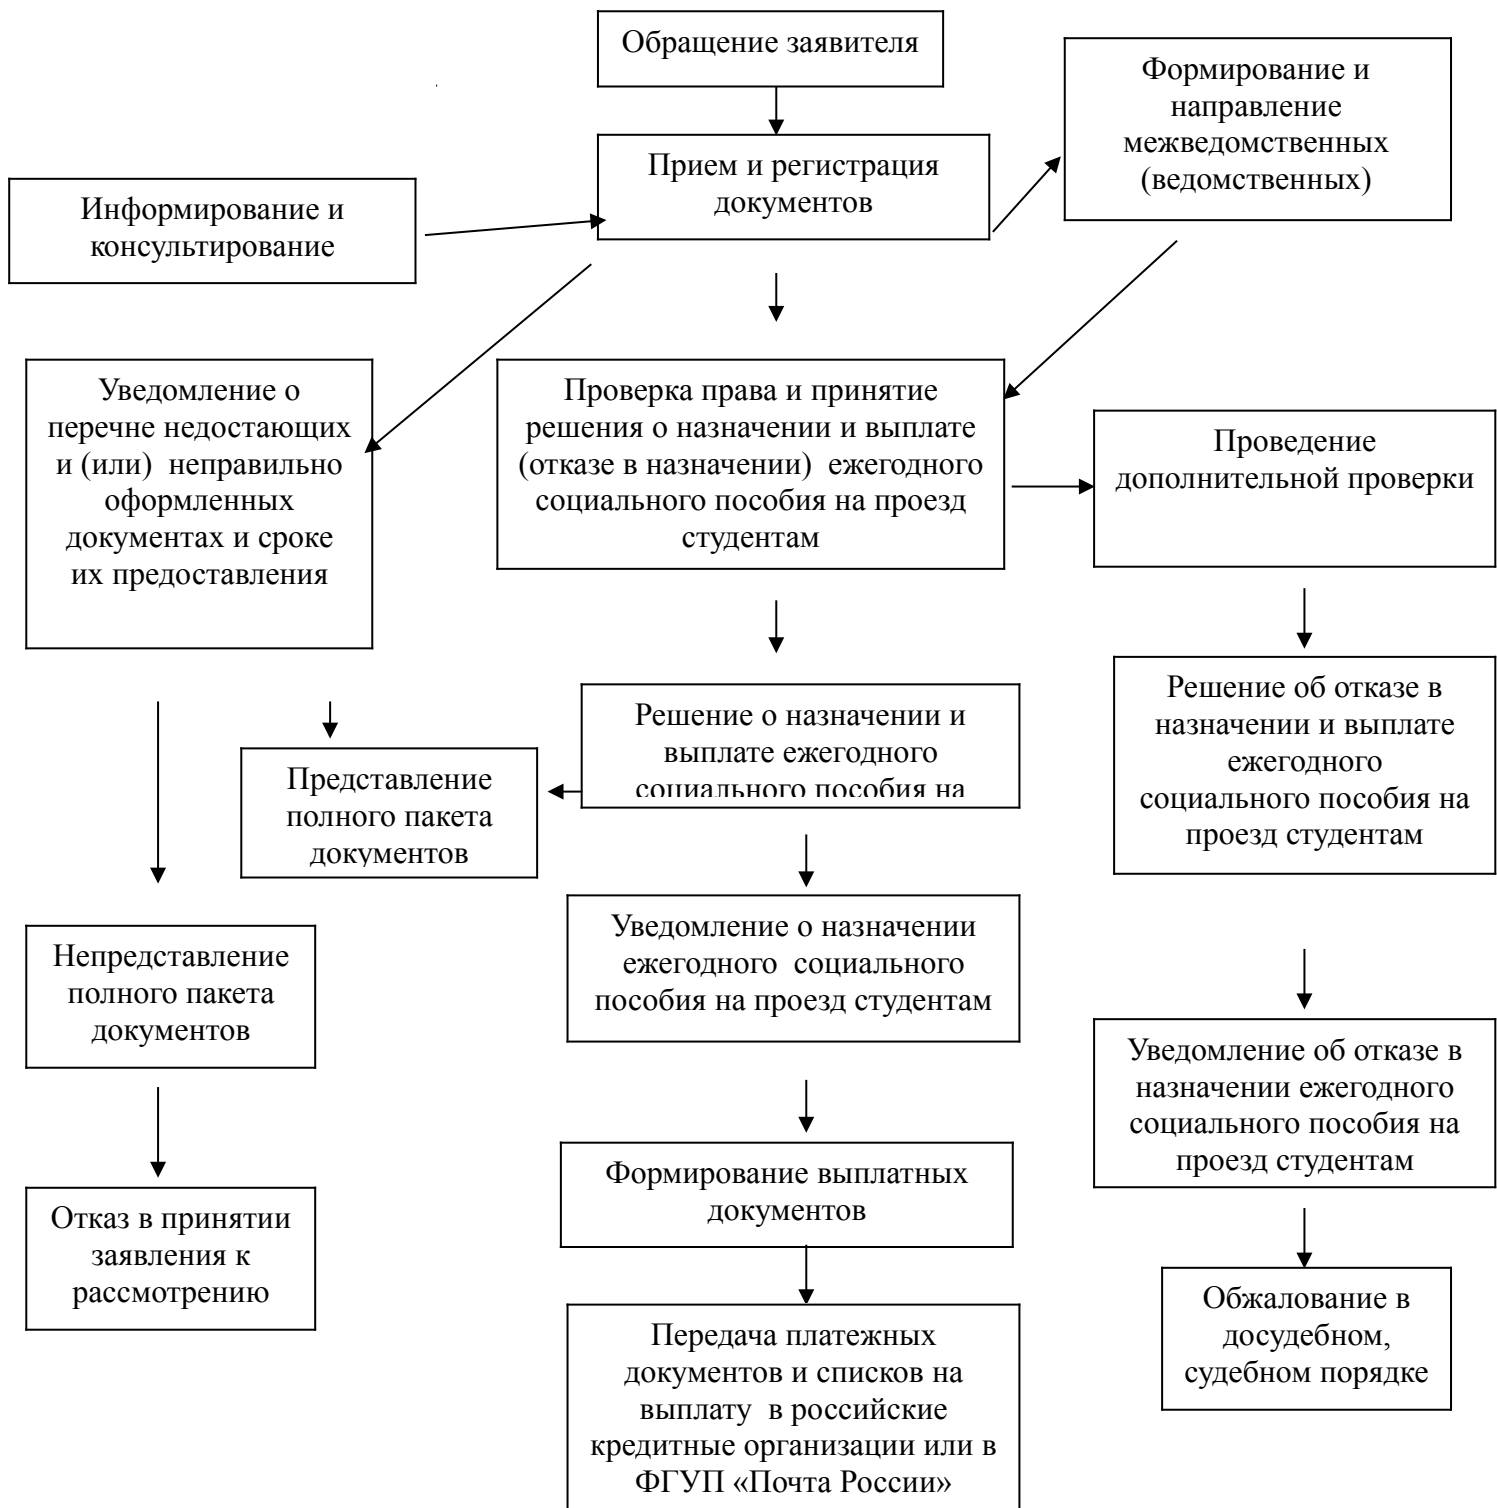 Обращение заявителя
Формирование и
направление
межведомственных
(ведомственных)
Прием и регистрация
документов
Информирование и
консультирование
Уведомление о
перечне недостающих
и (или)  неправильно
оформленных
документах и сроке
их предоставления
Проверка права и принятие
решения о назначении и выплате
(отказе в назначении)  ежегодного
социального пособия на проезд
студентам
Проведение
дополнительной проверки
Решение о назначении и
выплате ежегодного
социального пособия на
Решение об отказе в
назначении и выплате
ежегодного
социального пособия на
проезд студентам
Представление
полного пакета
документов
Уведомление о назначении
ежегодного  социального
пособия на проезд студентам
Непредставление
полного пакета
документов
Уведомление об отказе в
назначении ежегодного
социального пособия на
проезд студентам
Формирование выплатных
документов
Отказ в принятии
заявления к
рассмотрению
Обжалование в
досудебном,
судебном порядке
Передача платежных
документов и списков на
выплату  в российские
кредитные организации или в
ФГУП «Почта России»